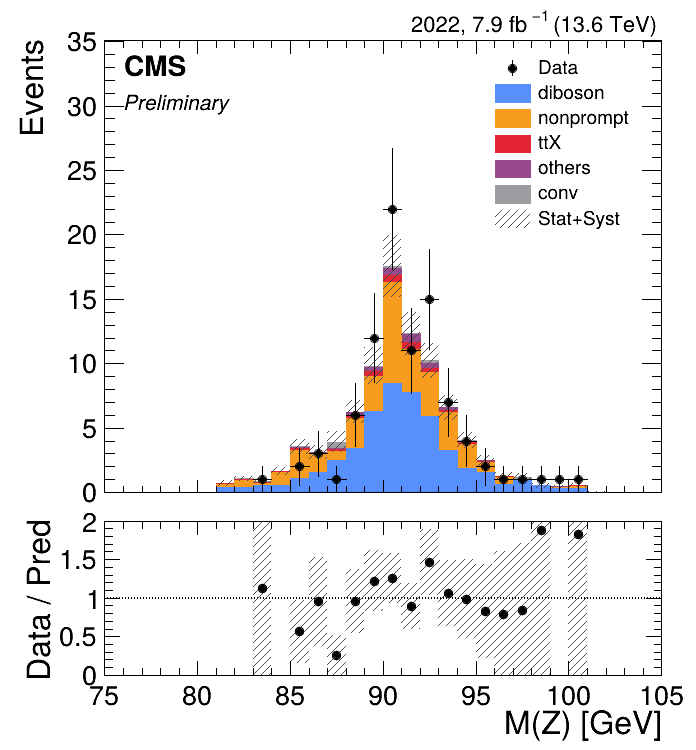 2022, 7.9 fb⁻¹ (13.6 TeV)
Events
CMS
Preliminary
Data
diboson
nonprompt
ttX
others
conv
Stat+Syst
35
30
25
20
15
10
5
0
Data / Pred
2
1.5
1
0.5
0
75 80 85 90 95 100 105
M(Z) [GeV]